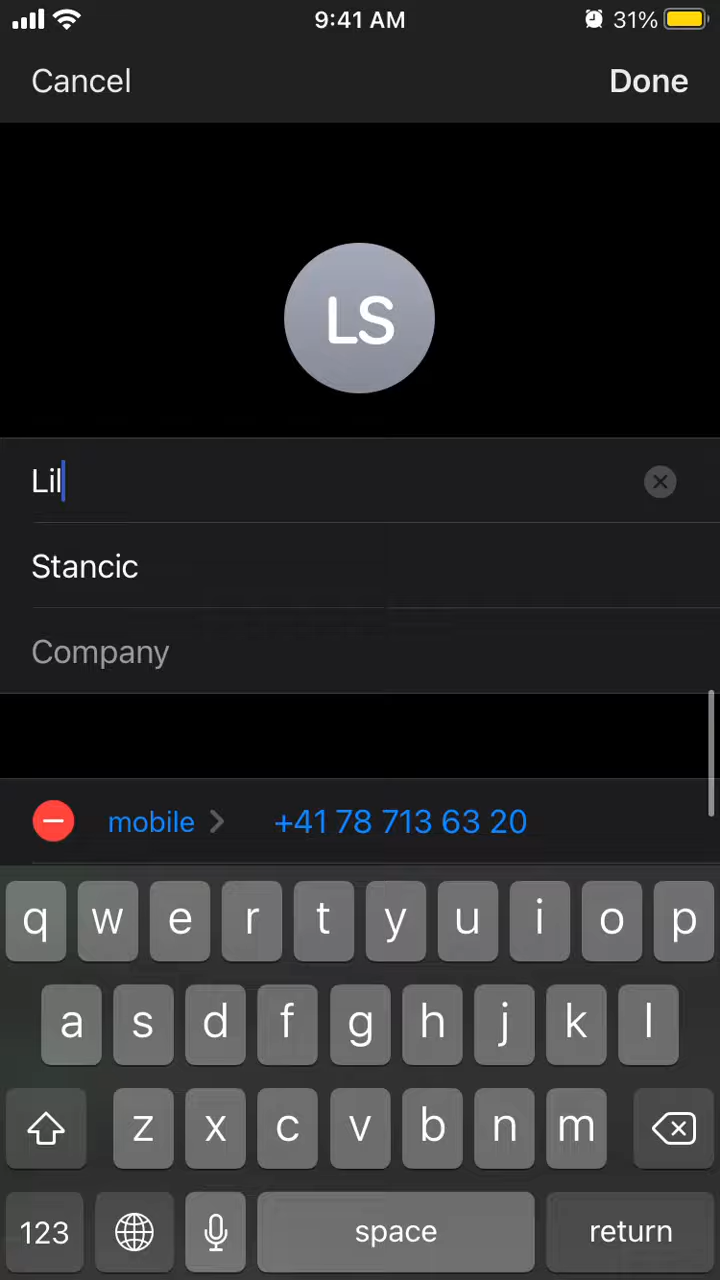 9:41 AM 31%
Cancel Done
LS
Lil
Stancic
Company
mobile +41 78 713 63 20
q w e r t y u i o p
a s d f g h j k l
z x c v b n m
123 space return